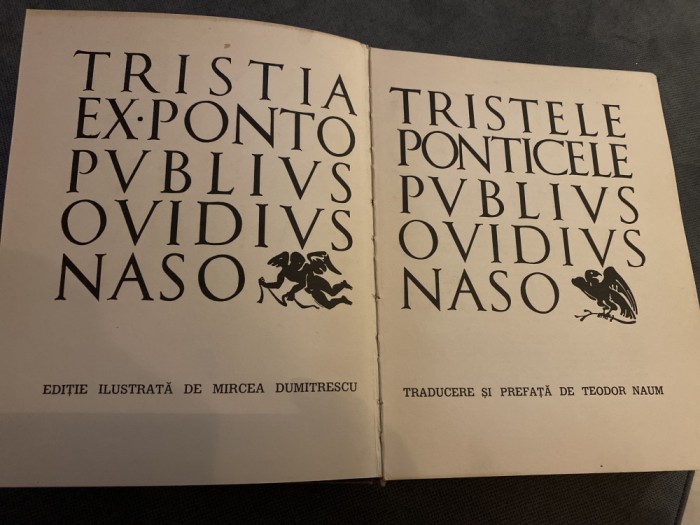 TRISTIA
EX·PONTO
PVBLIVS
OVIDIVS
NASO
EDIȚIE ILUSTRATĂ DE MIRCEA DUMITRESCU
TRISTELE
PONTICELE
PVBLIVS
OVIDIVS
NASO
TRADUCERE ȘI PREFAȚĂ DE TEODOR NAUM